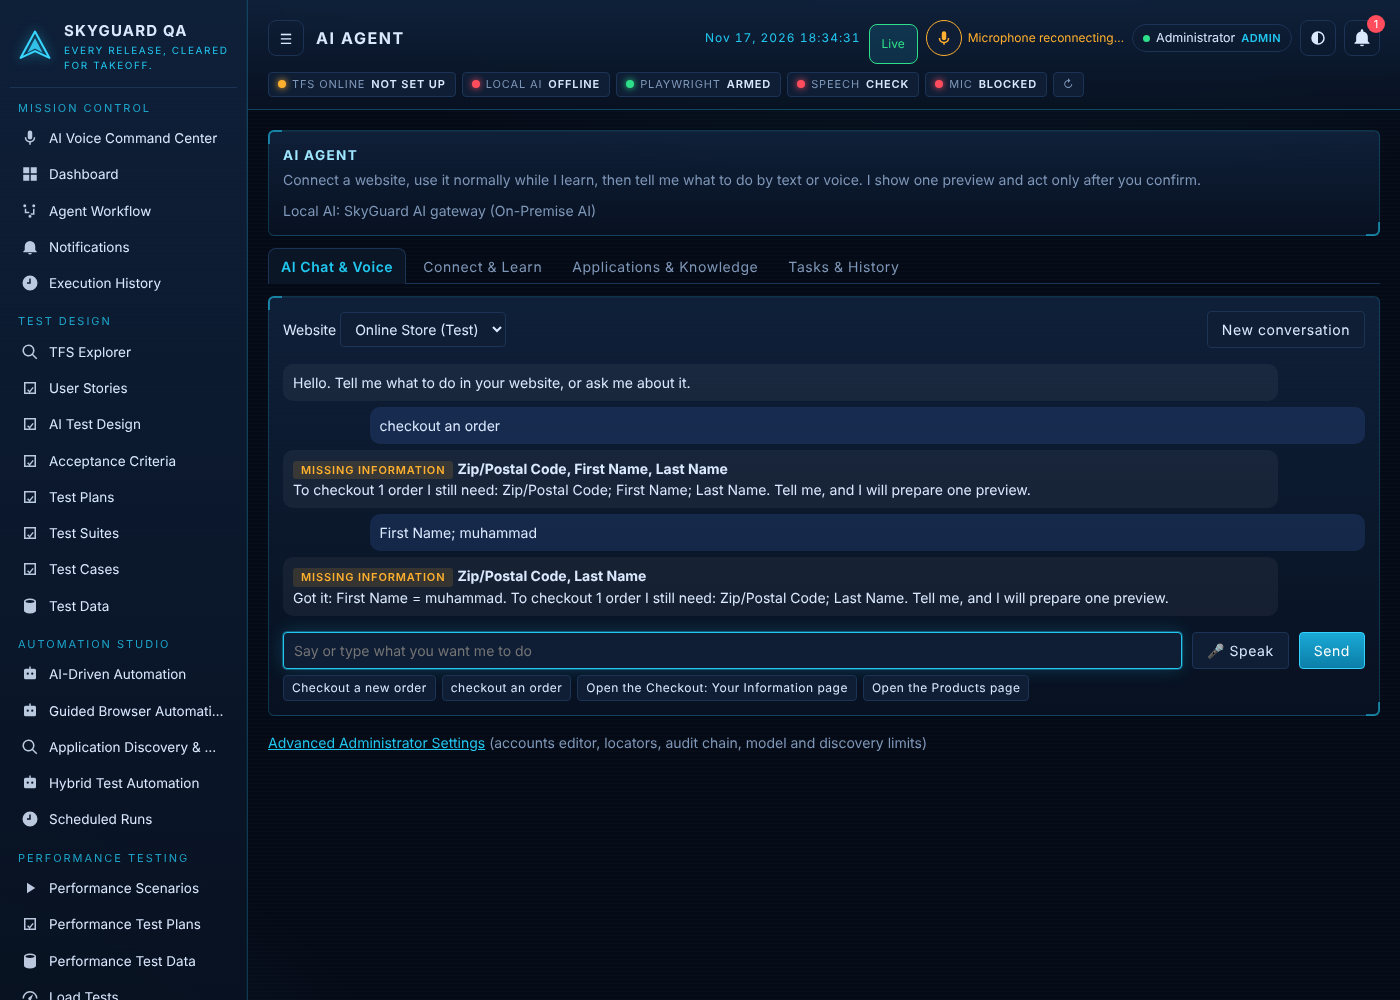 SKYGUARD QA
EVERY RELEASE, CLEARED
FOR TAKEOFF.
MISSION CONTROL
AI Voice Command Center
Dashboard
Agent Workflow
Notifications
Execution History
TEST DESIGN
TFS Explorer
User Stories
AI Test Design
Acceptance Criteria
Test Plans
Test Suites
Test Cases
Test Data
AUTOMATION STUDIO
AI-Driven Automation
Guided Browser Automati...
Application Discovery & ...
Hybrid Test Automation
Scheduled Runs
PERFORMANCE TESTING
Performance Scenarios
Performance Test Plans
Performance Test Data
Load Tests
AI AGENT
Nov 17, 2026 18:34:31 Live Microphone reconnecting... Administrator ADMIN 1
TFS ONLINE NOT SET UP LOCAL AI OFFLINE PLAYWRIGHT ARMED SPEECH CHECK MIC BLOCKED
AI AGENT
Connect a website, use it normally while I learn, then tell me what to do by text or voice. I show one preview and act only after you confirm.
Local AI: SkyGuard AI gateway (On-Premise AI)
AI Chat & Voice Connect & Learn Applications & Knowledge Tasks & History
Website Online Store (Test) New conversation
Hello. Tell me what to do in your website, or ask me about it.
checkout an order
MISSING INFORMATION Zip/Postal Code, First Name, Last Name
To checkout 1 order I still need: Zip/Postal Code; First Name; Last Name. Tell me, and I will prepare one preview.
First Name; muhammad
MISSING INFORMATION Zip/Postal Code, Last Name
Got it: First Name = muhammad. To checkout 1 order I still need: Zip/Postal Code; Last Name. Tell me, and I will prepare one preview.
Say or type what you want me to do Speak Send
Checkout a new order checkout an order Open the Checkout: Your Information page Open the Products page
Advanced Administrator Settings (accounts editor, locators, audit chain, model and discovery limits)